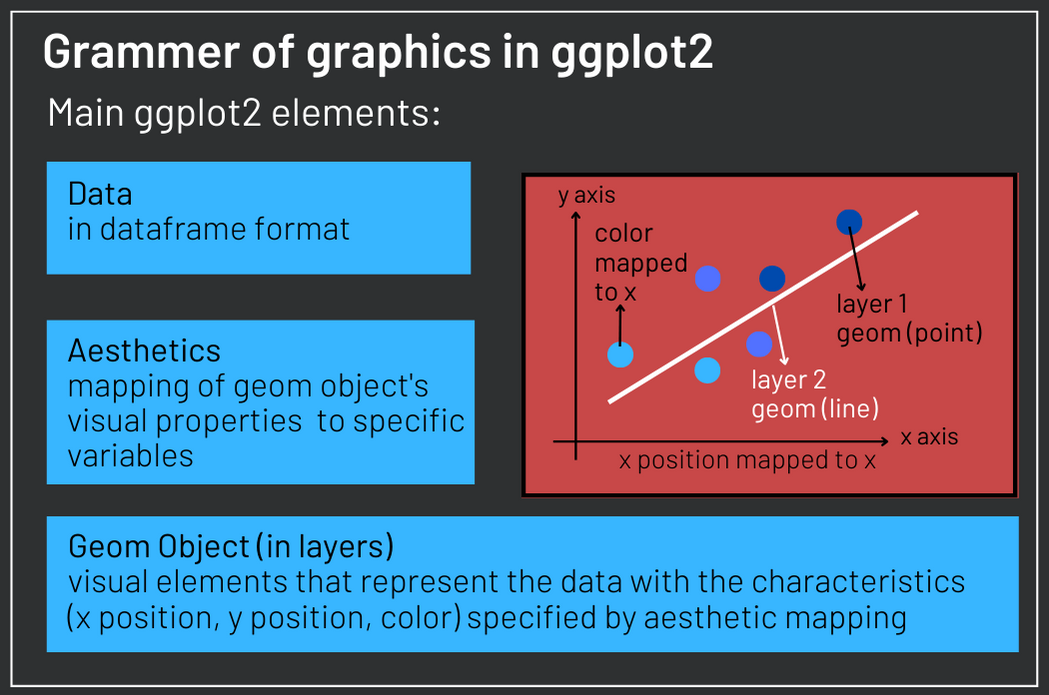 Grammer of graphics in ggplot2
Main ggplot2 elements:
Data
in dataframe format
Aesthetics
mapping of geom object's
visual properties  to specific
variables
y axis
color
mapped
to x
layer 1
geom (point)
layer 2
geom (line)
x axis
x position mapped to x
Geom Object (in layers)
visual elements that represent the data with the characteristics
(x position, y position, color) specified by aesthetic mapping